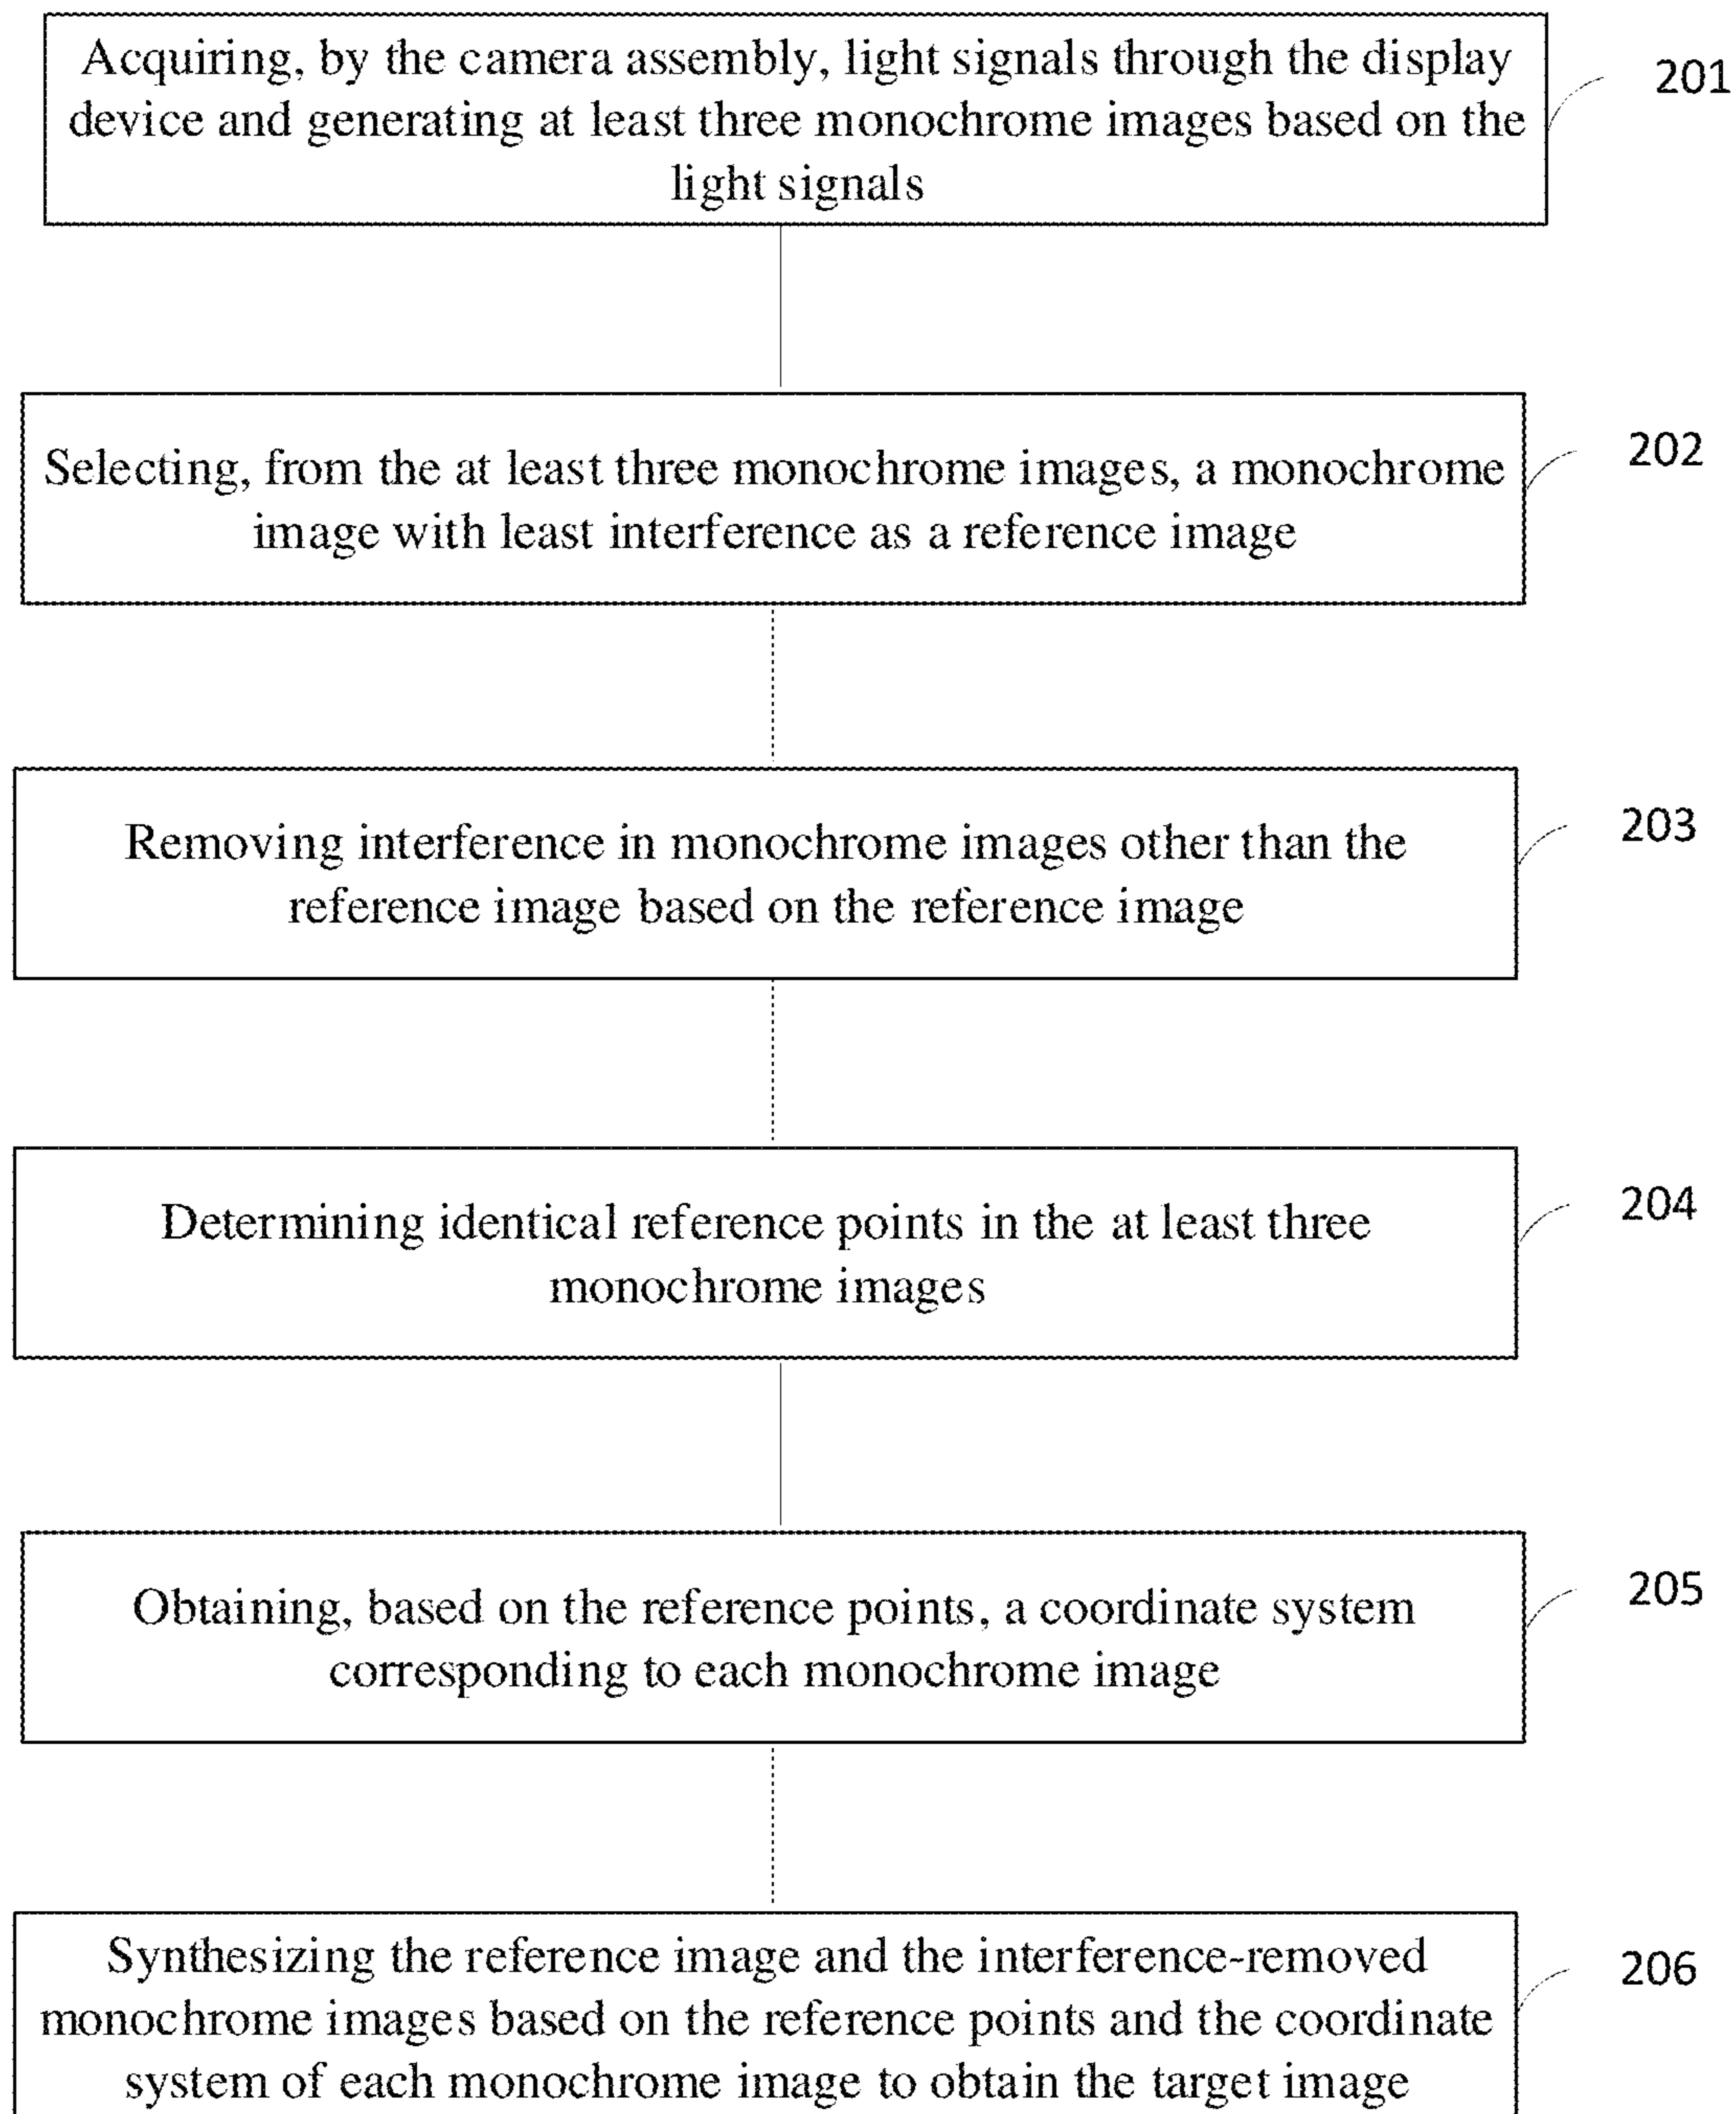 Acquiring, by the camera assembly, light signals through the display
device and generating at least three monochrome images based on the
light signals
201
Selecting, from the at least three monochrome images, a monochrome
image with least interference as a reference image
202
Removing interference in monochrome images other than the
reference image based on the reference image
203
Determining identical reference points in the at least three
monochrome images
204
Obtaining, based on the reference points, a coordinate system
corresponding to each monochrome image
205
Synthesizing the reference image and the interference-removed
monochrome images based on the reference points and the coordinate
system of each monochrome image to obtain the target image
206